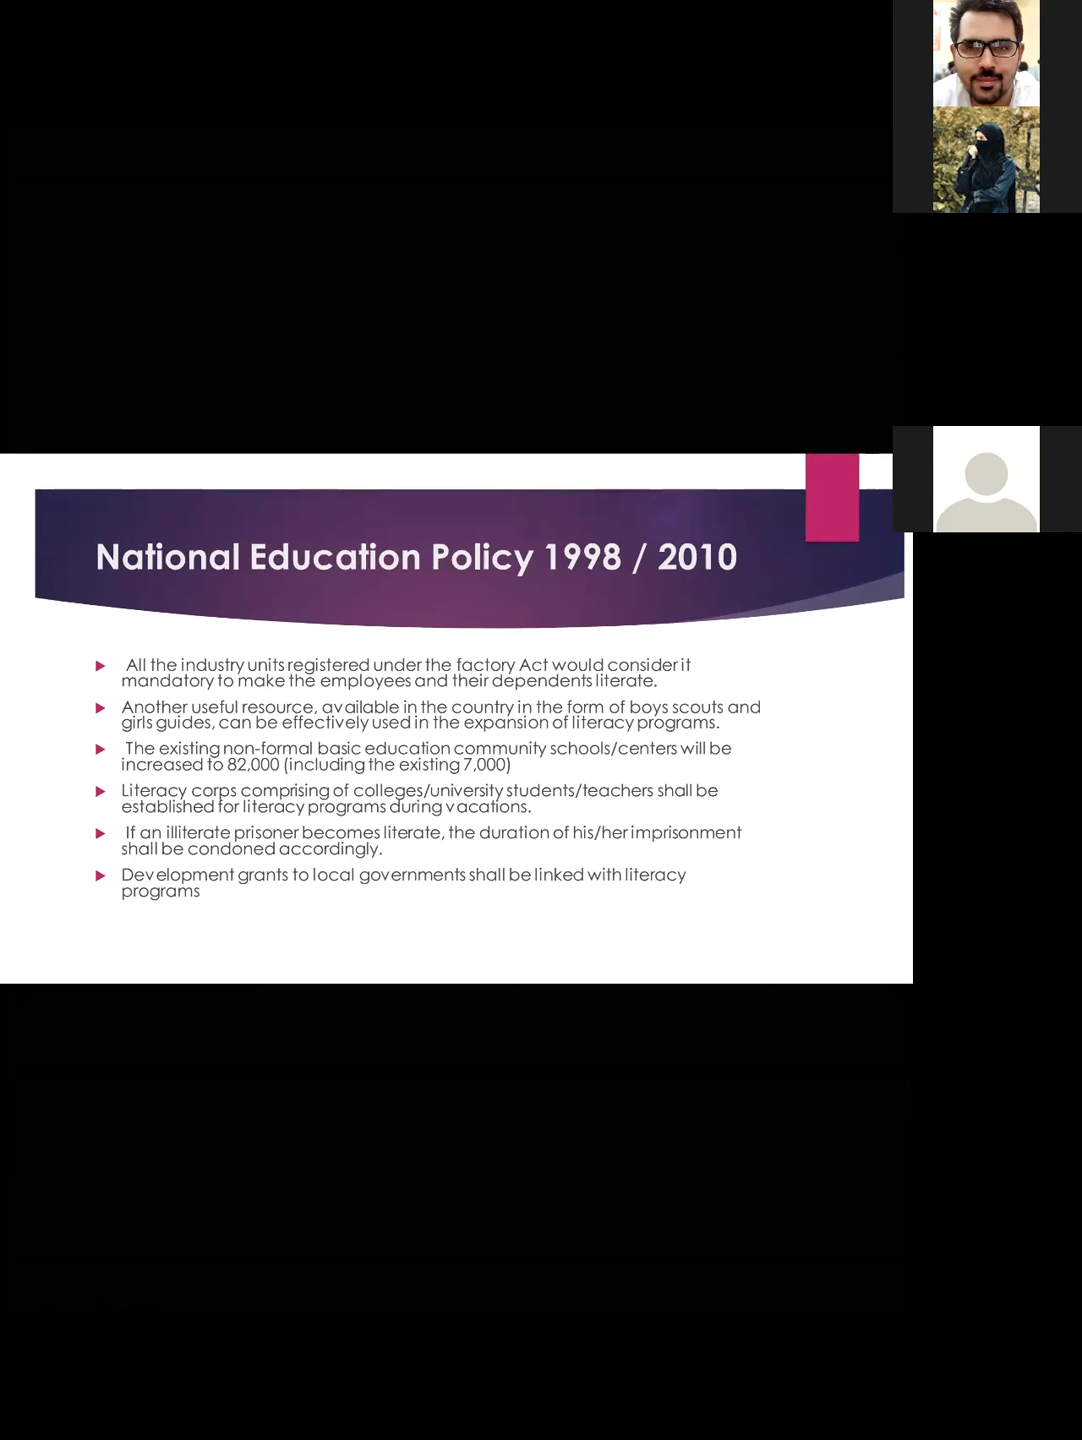 National Education Policy 1998 / 2010
All the industry units registered under the factory Act would consider it
mandatory to make the employees and their dependents literate.
Another useful resource, available in the country in the form of boys scouts and
girls guides, can be effectively used in the expansion of literacy programs.
The existing non-formal basic education community schools/centers will be
increased to 82,000 (including the existing 7,000)
Literacy corps comprising of colleges/university students/teachers shall be
established for literacy programs during vacations.
If an illiterate prisoner becomes literate, the duration of his/her imprisonment
shall be condoned accordingly.
Development grants to local governments shall be linked with literacy
programs